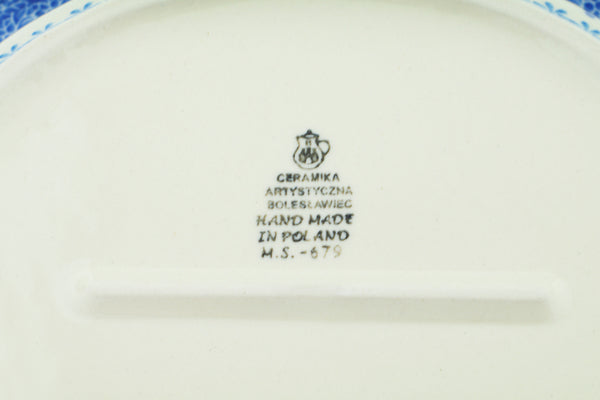 CERAMIKA
ARTYSTYCZNA
BOLESŁAWIEC
HAND MADE
IN POLAND
M.S. -679